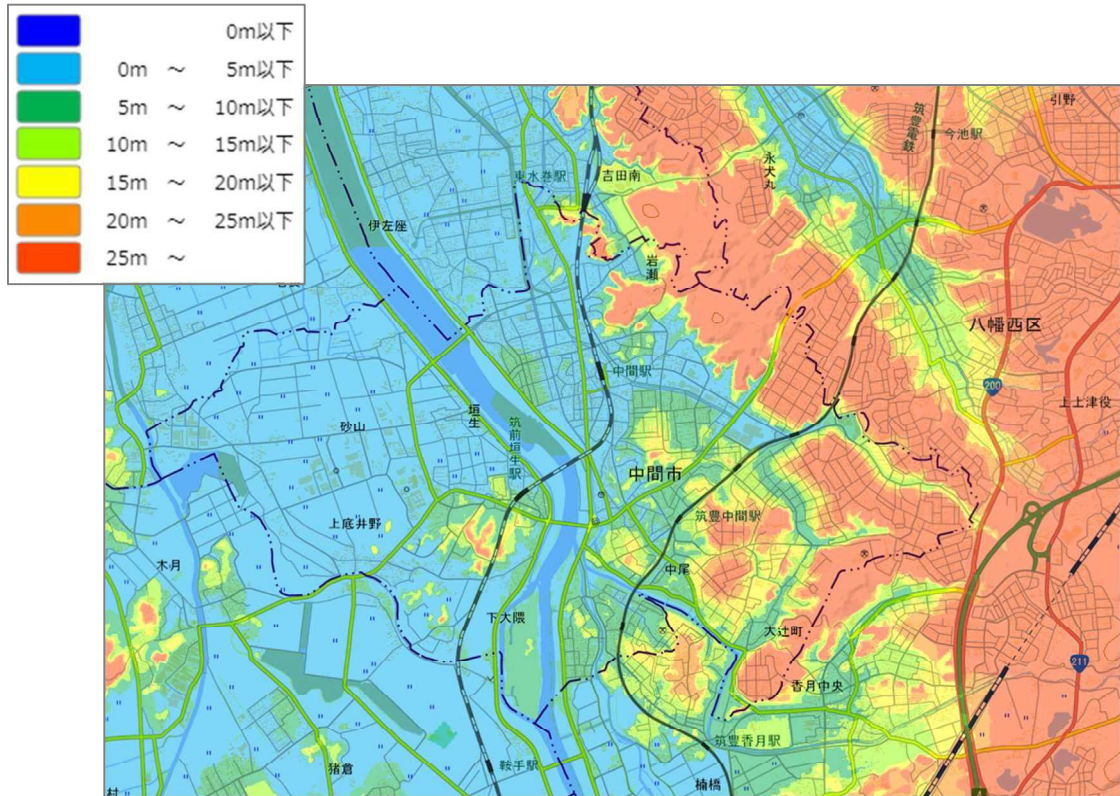 0m以下
0m ～ 5m以下
5m ～ 10m以下
10m ～ 15m以下
15m ～ 20m以下
20m ～ 25m以下
25m ～
引野
筑豊電鉄
今池駅
永犬丸
東水巻駅
吉田南
伊左座
岩瀬
八幡西区
中間駅
200
上上津役
垣生
砂山
筑前垣生駅
中間市
筑豊中間駅
上底井野
木月
中尾
下大隈
大辻町
211
香月中央
筑豊香月駅
鞍手駅
猪倉
楠橋
村